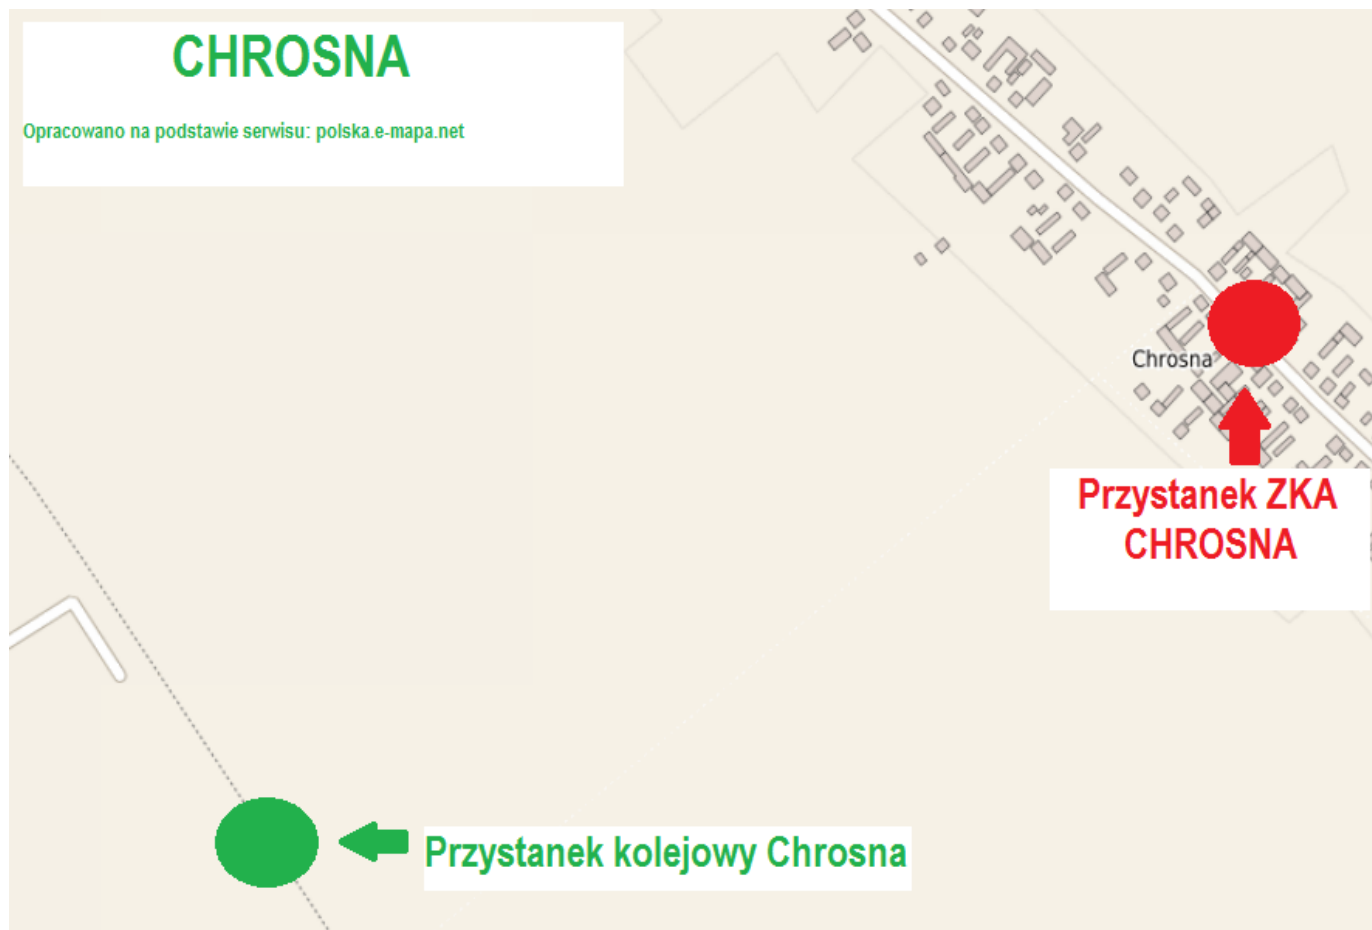 CHROSNA
Opracowano na podstawie serwisu: polska.e-mapa.net
Chrosna
Przystanek ZKA
CHROSNA
Przystanek kolejowy Chrosna